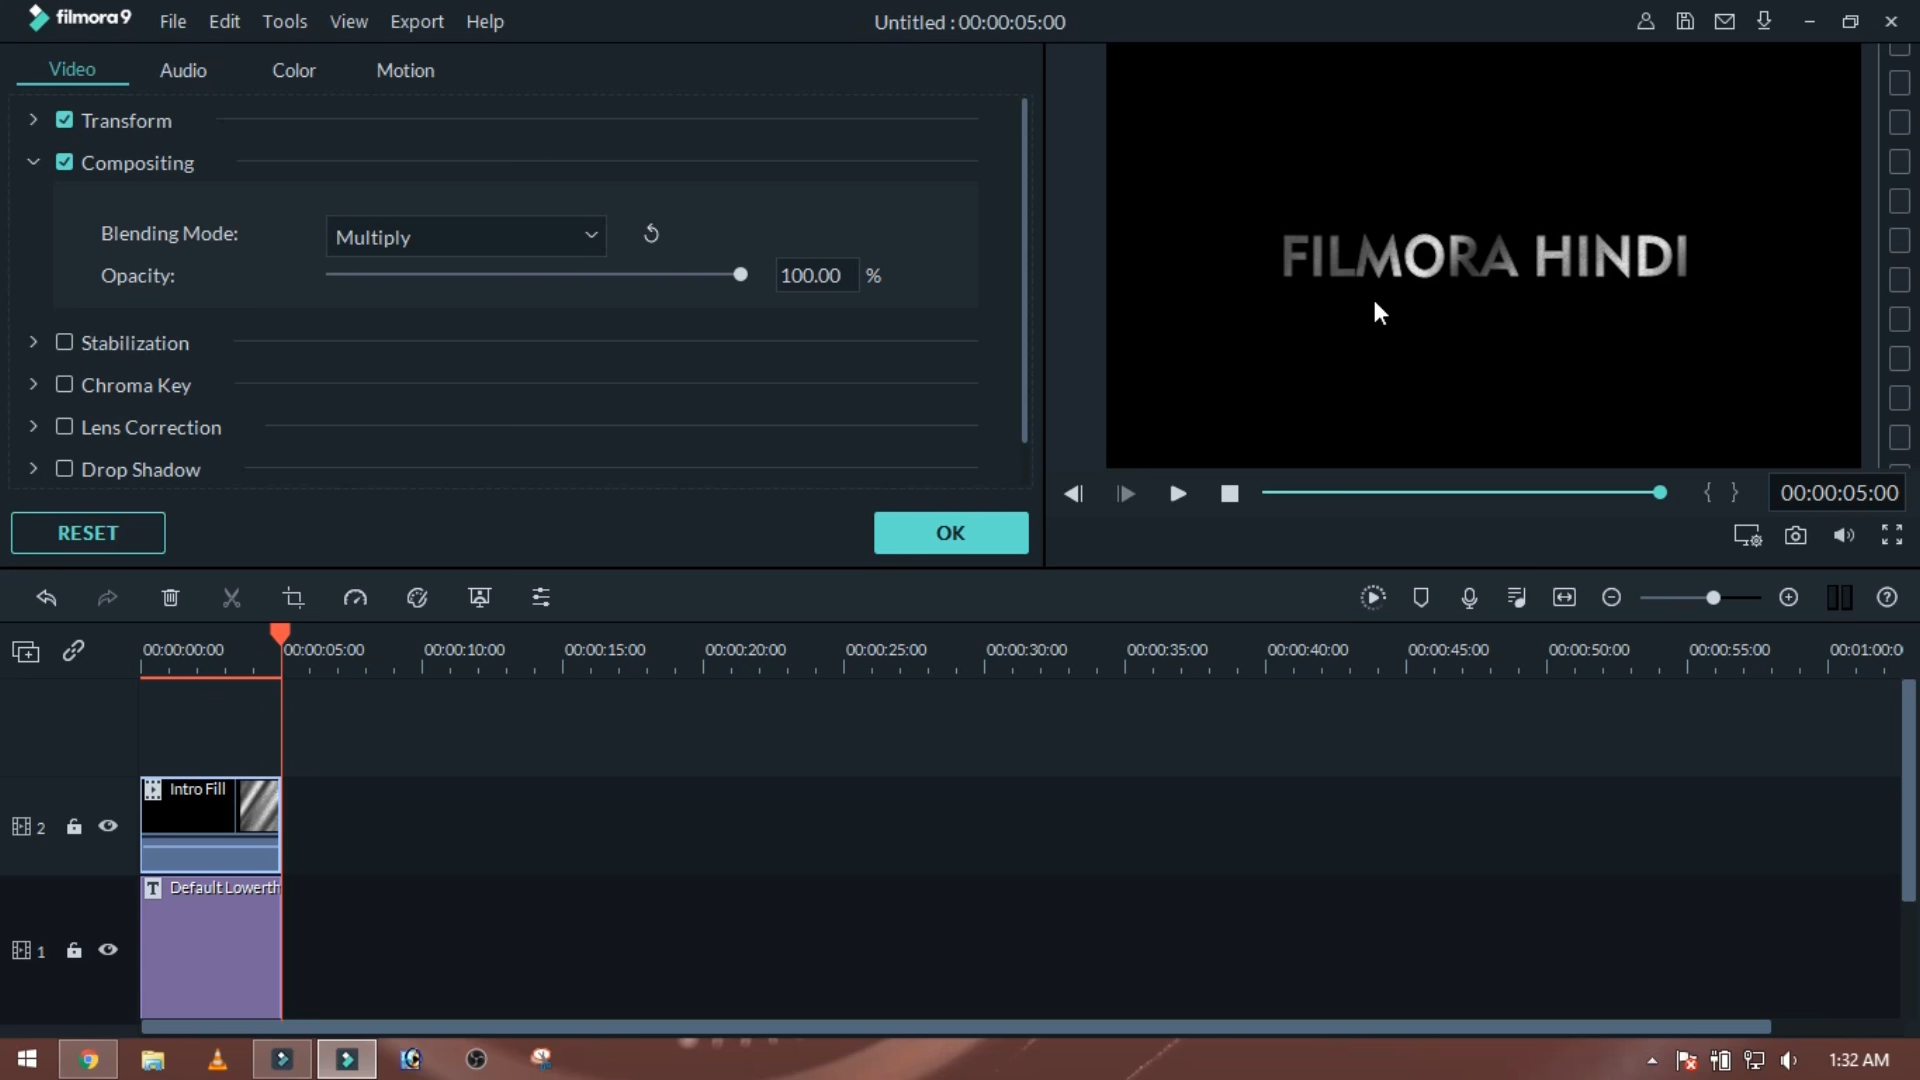 filmora9 File Edit Tools View Export Help Untitled : 00:00:05:00
Video Audio Color Motion
Transform
Compositing
Blending Mode: Multiply
Opacity: 100.00 %
Stabilization
Chroma Key
Lens Correction
Drop Shadow
RESET OK
FILMORA HINDI
{ } 00:00:05:00
00:00:00:00 00:00:05:00 00:00:10:00 00:00:15:00 00:00:20:00 00:00:25:00 00:00:30:00 00:00:35:00 00:00:40:00 00:00:45:00 00:00:50:00 00:00:55:00 00:01:00:0
Intro Fill
2
T Default Lowerth
1
1:32 AM